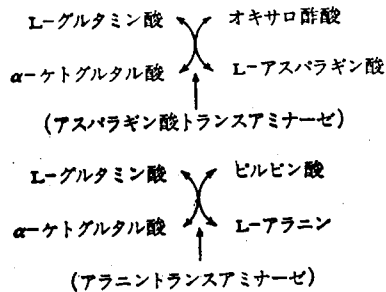 L-グルタミン酸 オキサロ酢酸
α-ケトグルタル酸 L-アスパラギン酸
(アスパラギン酸トランスアミナーゼ)
L-グルタミン酸 ピルビン酸
α-ケトグルタル酸 L-アラニン
(アラニントランスアミナーゼ)